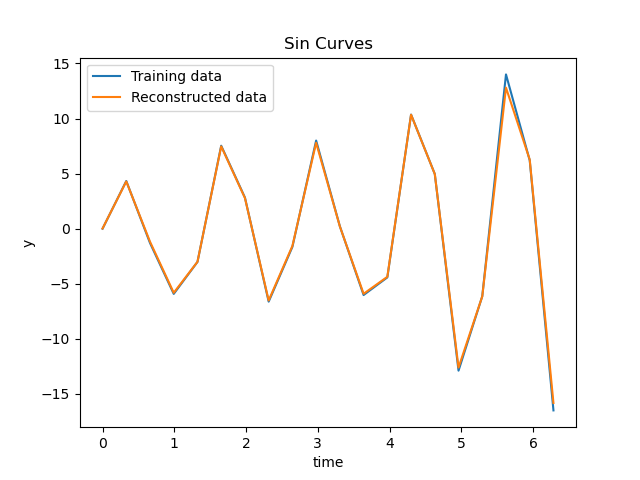 Sin Curves
Training data
Reconstructed data
15
10
5
0
−5
−10
−15
y
0 1 2 3 4 5 6
time